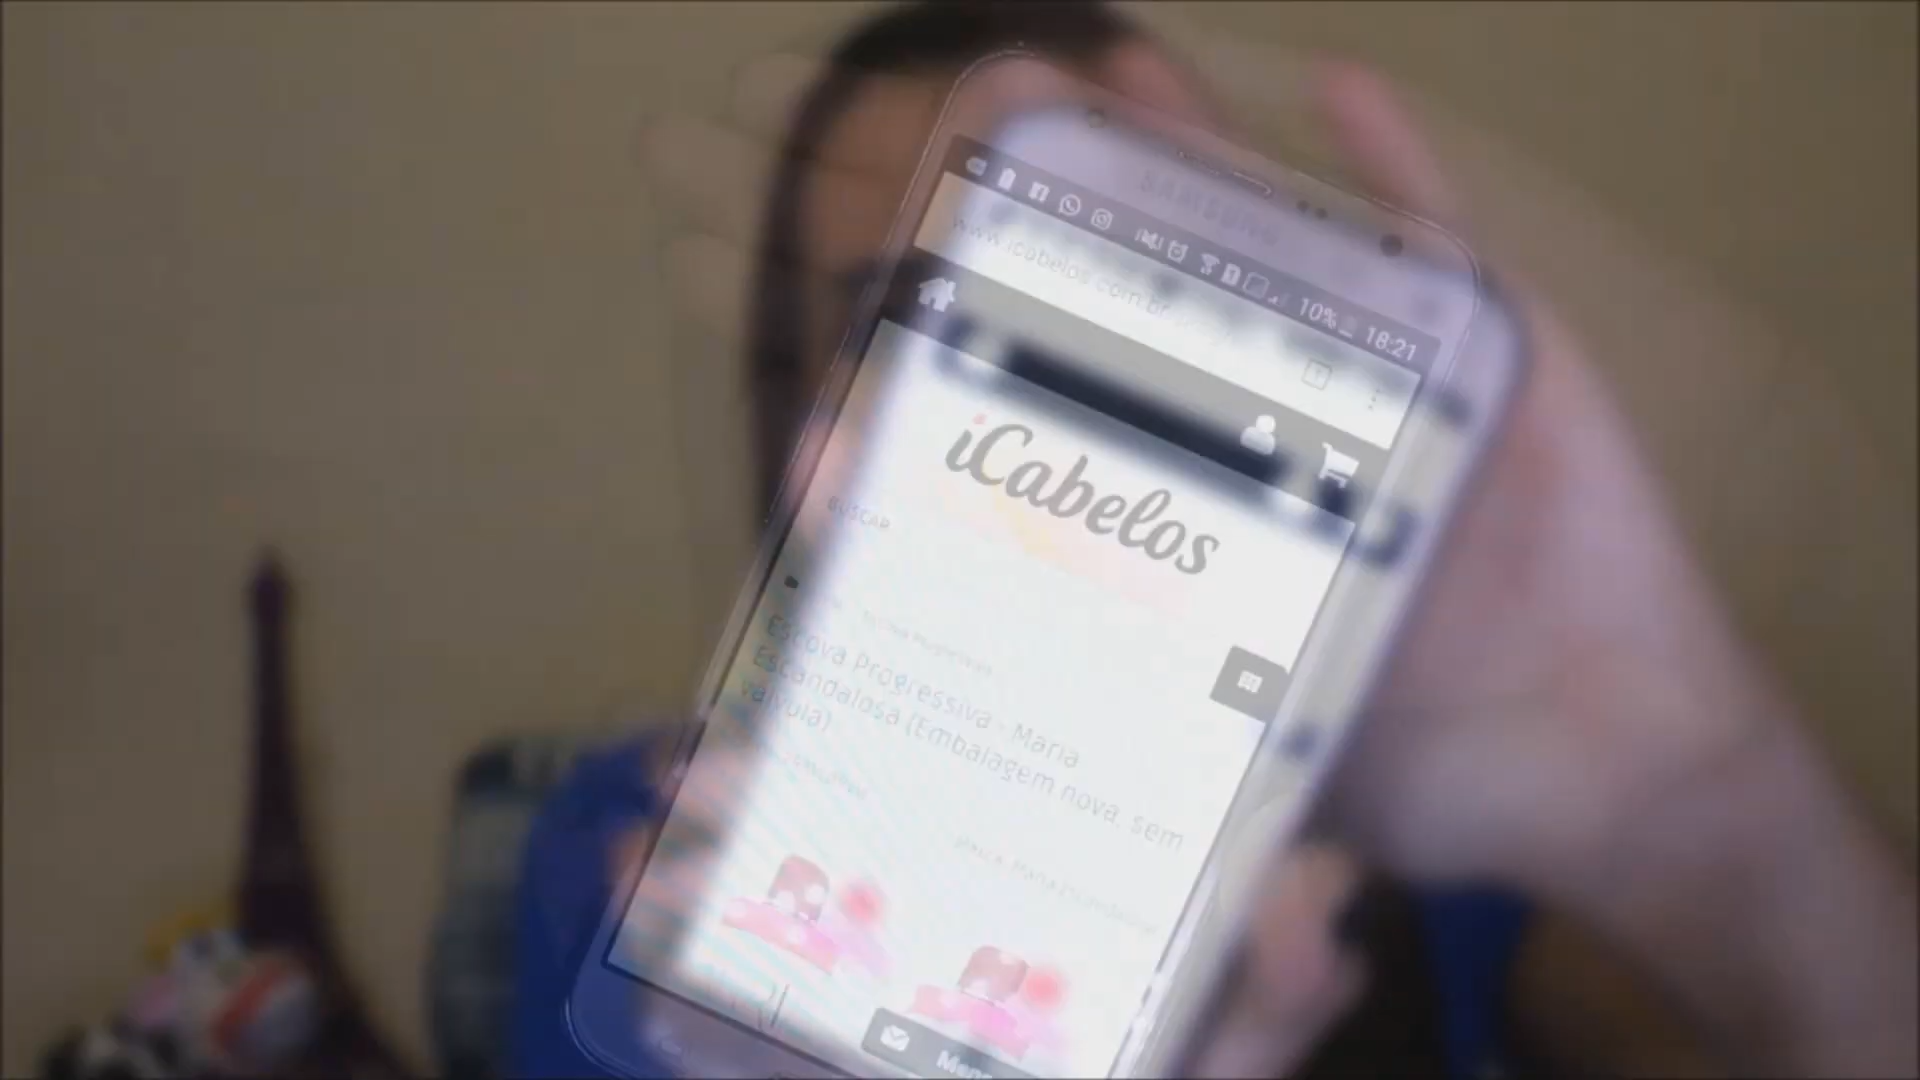 SAMSUNG
10% 18:21
www.icabelos.com.br
iCabelos
BUSCAR
Escova Progressiva - Maria
Escandalosa (Embalagem nova, sem
válvula)